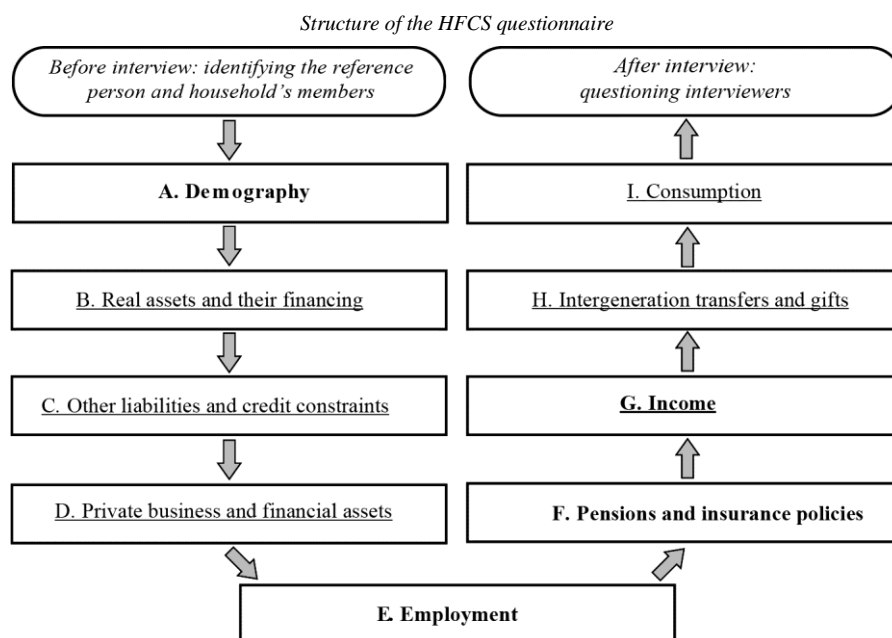 Structure of the HFCS questionnaire
Before interview: identifying the reference
person and household's members
A. Demography
B. Real assets and their financing
C. Other liabilities and credit constraints
D. Private business and financial assets
E. Employment
F. Pensions and insurance policies
G. Income
H. Intergeneration transfers and gifts
I. Consumption
After interview:
questioning interviewers